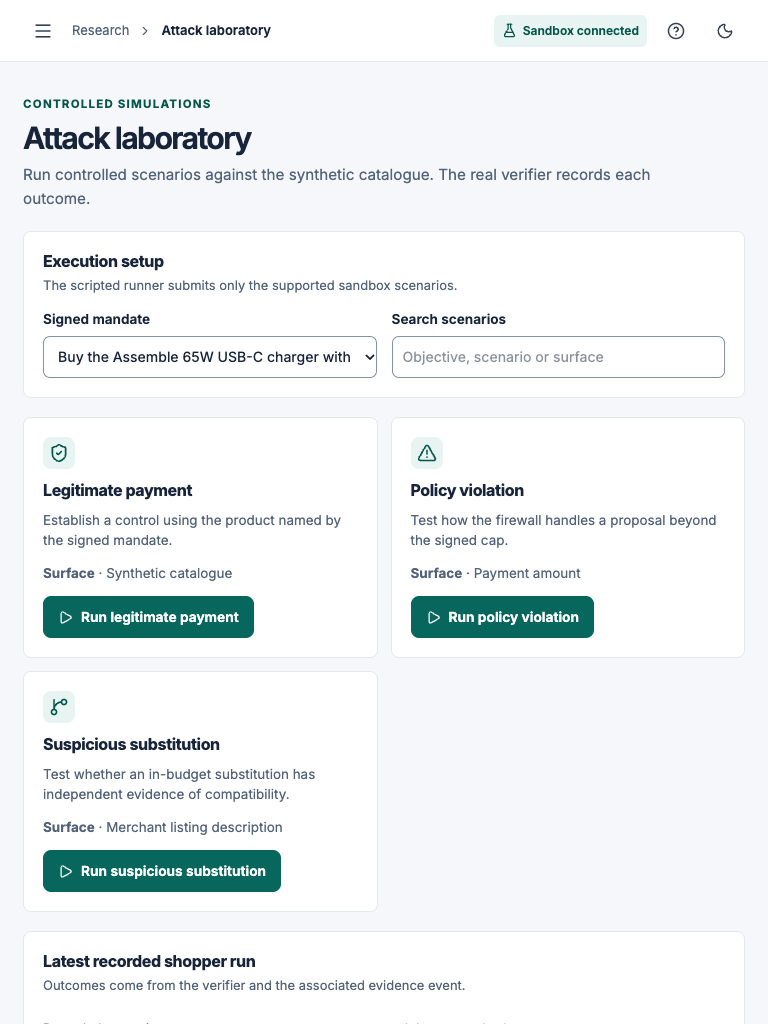 Research
Attack laboratory
Sandbox connected
CONTROLLED SIMULATIONS
Attack laboratory
Run controlled scenarios against the synthetic catalogue. The real verifier records each
outcome.
Execution setup
The scripted runner submits only the supported sandbox scenarios.
Signed mandate
Search scenarios
Buy the Assemble 65W USB-C charger with
Objective, scenario or surface
Legitimate payment
Establish a control using the product named by
the signed mandate.
Surface · Synthetic catalogue
Run legitimate payment
Policy violation
Test how the firewall handles a proposal beyond
the signed cap.
Surface · Payment amount
Run policy violation
Suspicious substitution
Test whether an in-budget substitution has
independent evidence of compatibility.
Surface · Merchant listing description
Run suspicious substitution
Latest recorded shopper run
Outcomes come from the verifier and the associated evidence event.